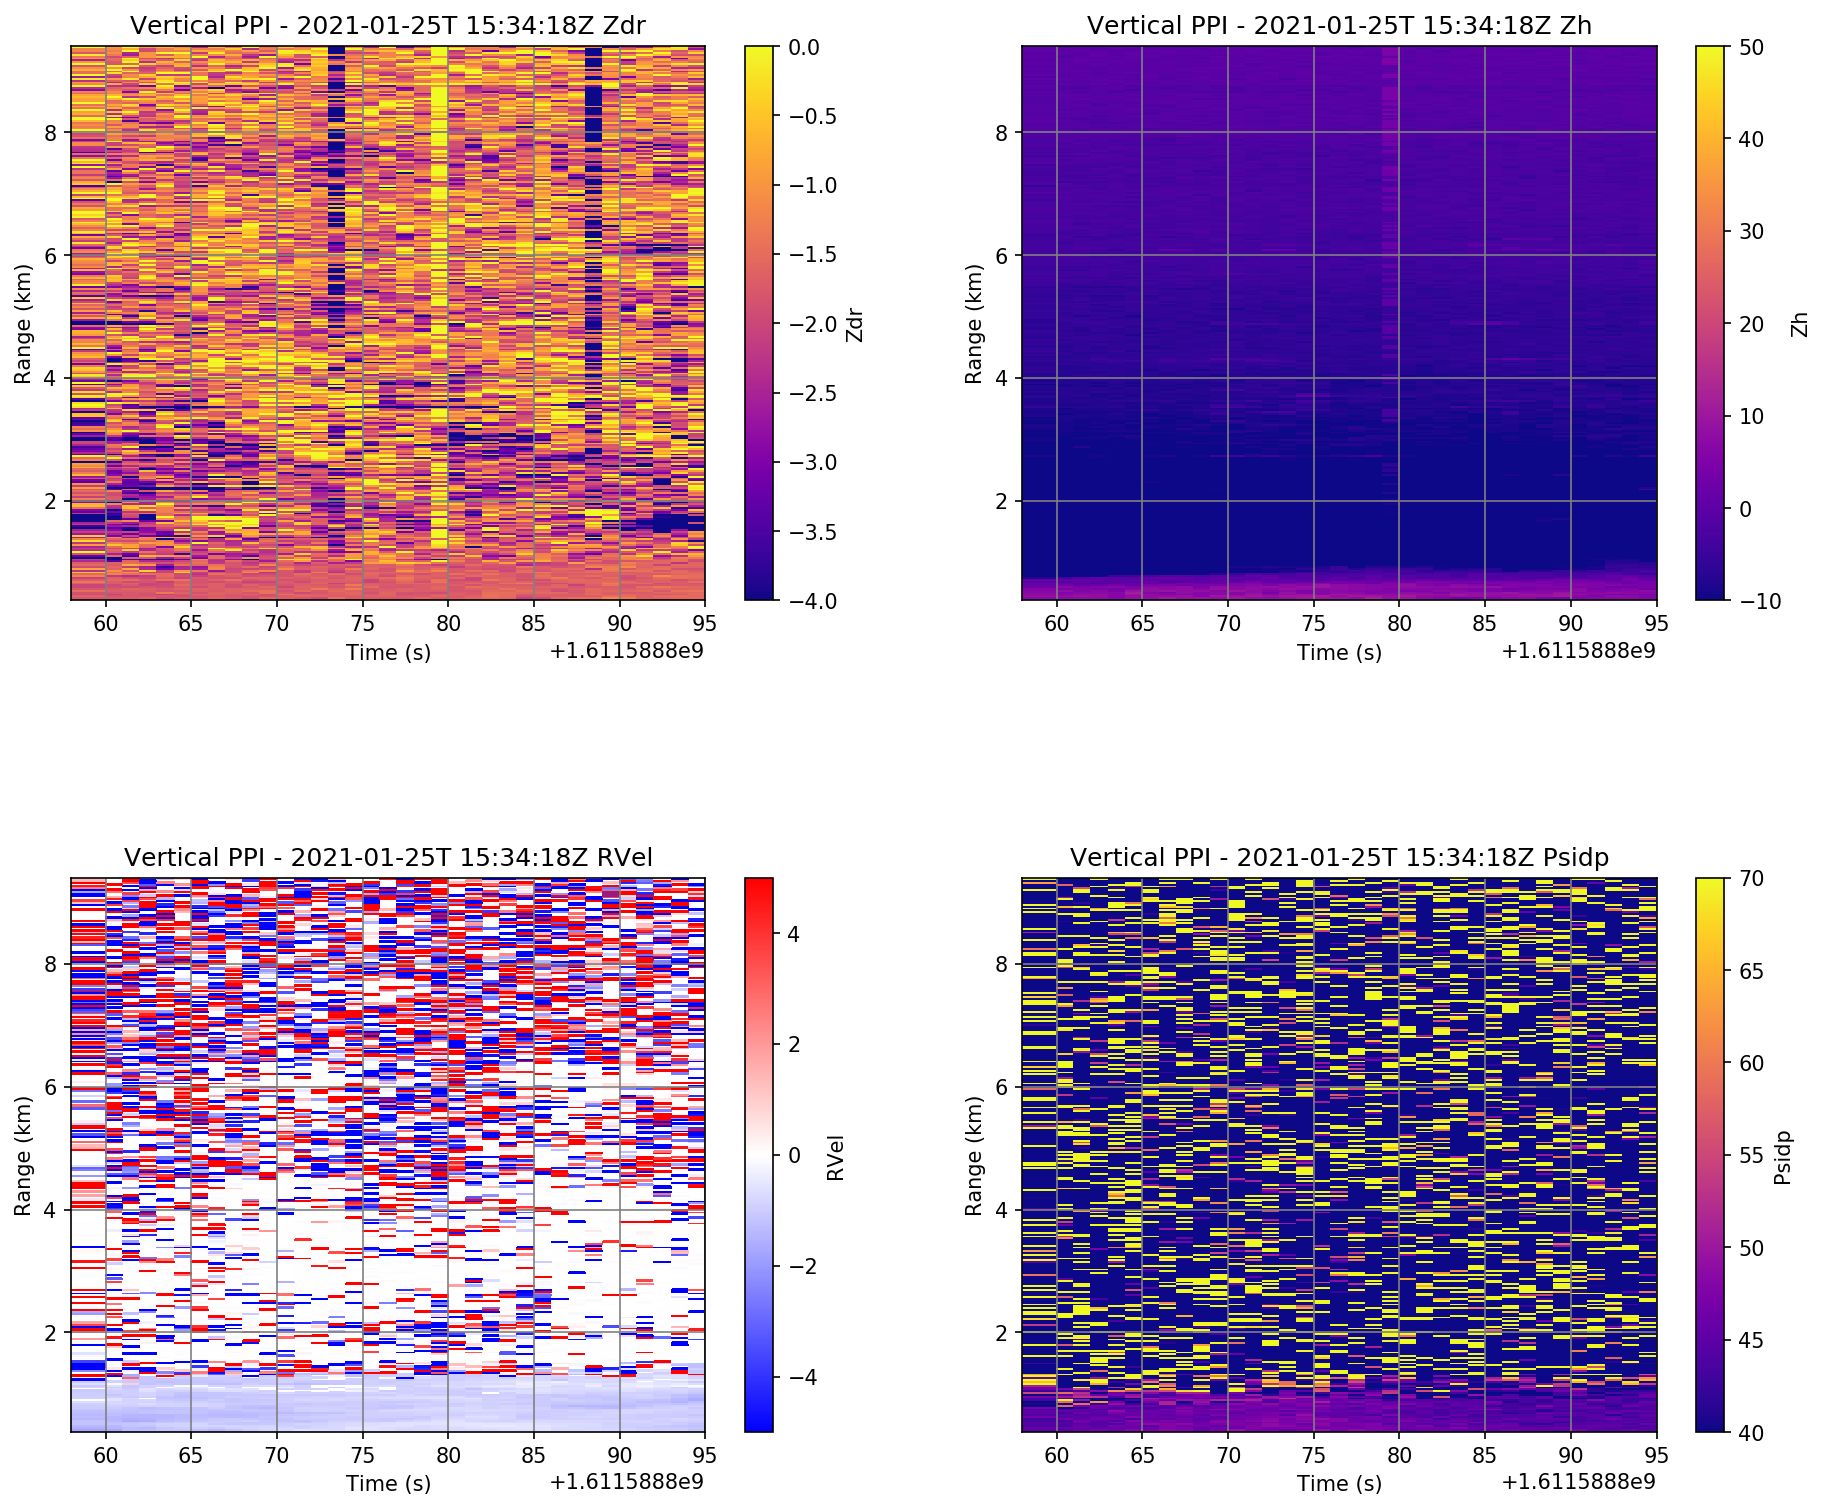 Vertical PPI - 2021-01-25T 15:34:18Z Zdr
8
6
4
2
Range (km)
60 65 70 75 80 85 90 95
Time (s)
+1.6115888e9
0.0
−0.5
−1.0
−1.5
−2.0
−2.5
−3.0
−3.5
−4.0
Zdr
Vertical PPI - 2021-01-25T 15:34:18Z Zh
8
6
4
2
Range (km)
60 65 70 75 80 85 90 95
Time (s)
+1.6115888e9
50
40
30
20
10
0
−10
Zh
Vertical PPI - 2021-01-25T 15:34:18Z RVel
8
6
4
2
Range (km)
60 65 70 75 80 85 90 95
Time (s)
+1.6115888e9
4
2
0
−2
−4
RVel
Vertical PPI - 2021-01-25T 15:34:18Z Psidp
8
6
4
2
Range (km)
60 65 70 75 80 85 90 95
Time (s)
+1.6115888e9
70
65
60
55
50
45
40
Psidp